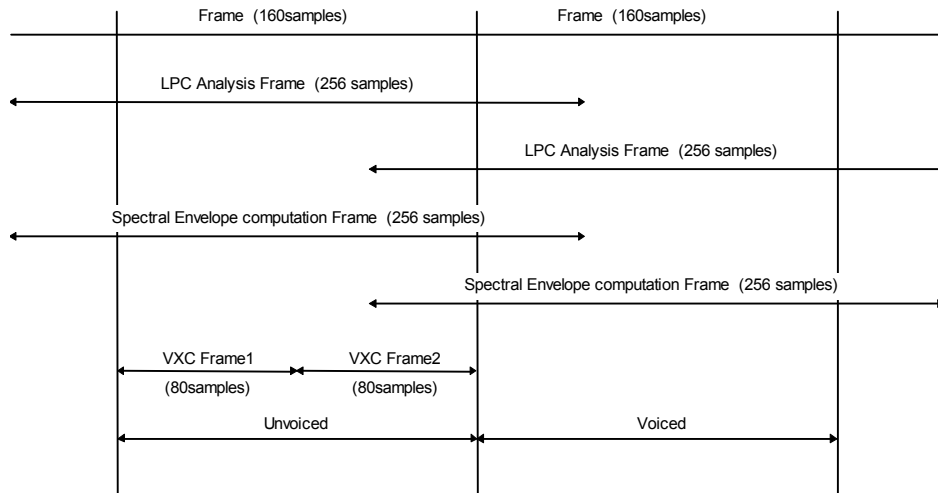 Frame (160samples)
Frame (160samples)
LPC Analysis Frame (256 samples)
LPC Analysis Frame (256 samples)
Spectral Envelope computation Frame (256 samples)
Spectral Envelope computation Frame (256 samples)
VXC Frame1
VXC Frame2
(80samples)
(80samples)
Unvoiced
Voiced